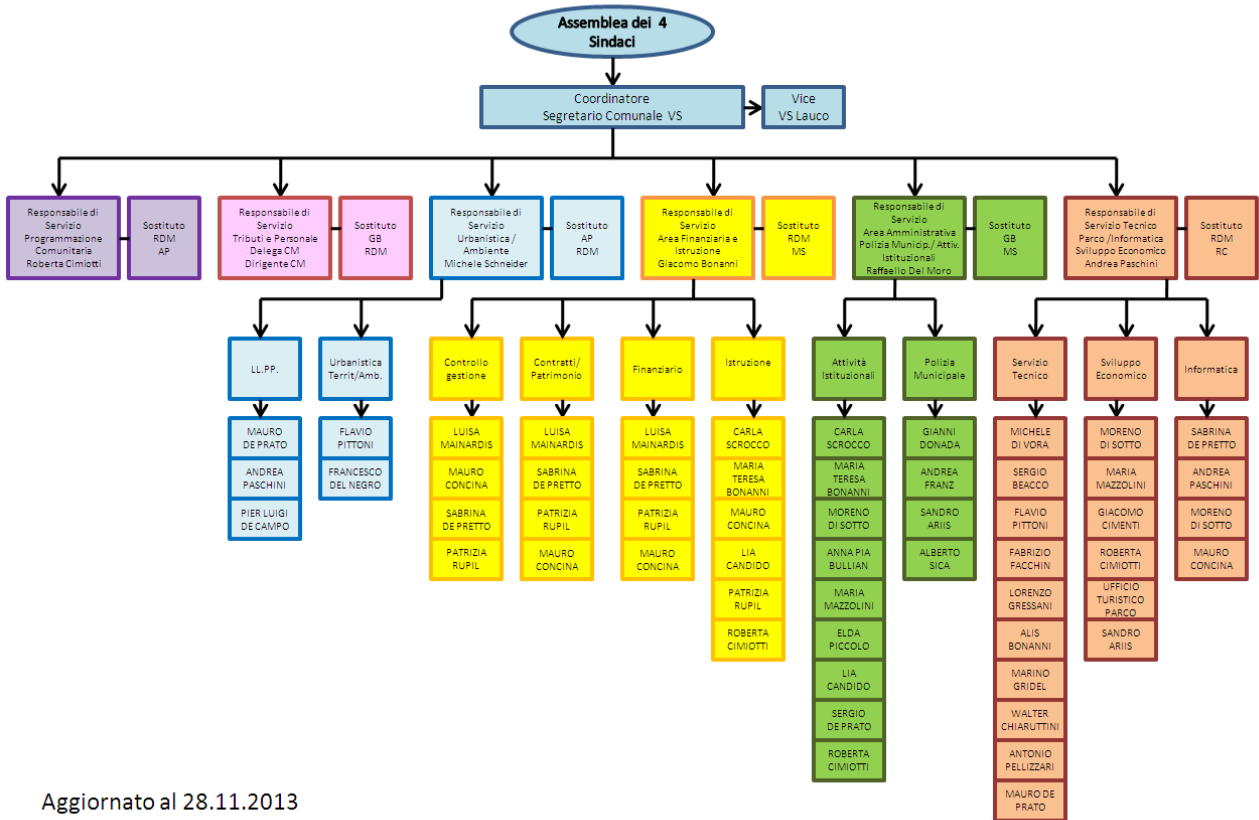 Assemblea dei 4
Sindaci
Coordinatore
Segretario Comunale VS
Vice
VS Lauco
Responsabile di
Servizio
Programmazione
Comunitaria
Roberta Cimiotti
Sostituto
RDM
AP
Responsabile di
Servizio
Tributi e Personale
Delega CM
Dirigente CM
Sostituto
GB
RDM
Responsabile di
Servizio
Urbanistica /
Ambiente
Michele Schneider
Sostituto
AP
RDM
Responsabile di
Servizio
Area Finanziaria e
Istruzione
Giacomo Bonanni
Sostituto
RDM
MS
Responsabile di
Servizio
Area Amministrativa
Polizia Municip./ Attiv.
Istituzionali
Raffaello Del Moro
Sostituto
GB
MS
Responsabile di
Servizio Tecnico
Parco /Informatica
Sviluppo Economico
Andrea Paschini
Sostituto
RDM
RC
LL.PP.
MAURO
DE PRATO
ANDREA
PASCHINI
PIER LUIGI
DE CAMPO
Urbanistica
Territ/Amb.
FLAVIO
PITTONI
FRANCESCO
DEL NEGRO
Controllo
gestione
LUISA
MAINARDIS
MAURO
CONCINA
SABRINA
DE PRETTO
PATRIZIA
RUPIL
Contratti/
Patrimonio
LUISA
MAINARDIS
SABRINA
DE PRETTO
PATRIZIA
RUPIL
MAURO
CONCINA
Finanziario
LUISA
MAINARDIS
SABRINA
DE PRETTO
PATRIZIA
RUPIL
MAURO
CONCINA
Istruzione
CARLA
SCROCCO
MARIA
TERESA
BONANNI
MAURO
CONCINA
LIA
CANDIDO
PATRIZIA
RUPIL
ROBERTA
CIMIOTTI
Attività
Istituzionali
CARLA
SCROCCO
MARIA
TERESA
BONANNI
MORENO
DI SOTTO
ANNA PIA
BULLIAN
MARIA
MAZZOLINI
ELDA
PICCOLO
LIA
CANDIDO
SERGIO
DE PRATO
ROBERTA
CIMIOTTI
Polizia
Municipale
GIANNI
DONADA
ANDREA
FRANZ
SANDRO
ARIIS
ALBERTO
SICA
Servizio
Tecnico
MICHELE
DI VORA
SERGIO
BEACCO
FLAVIO
PITTONI
FABRIZIO
FACCHIN
LORENZO
GRESSANI
ALIS
BONANNI
MARINO
GRIDEL
WALTER
CHIARUTTINI
ANTONIO
PELLIZZARI
MAURO DE
PRATO
Sviluppo
Economico
MORENO
DI SOTTO
MARIA
MAZZOLINI
GIACOMO
CIMENTI
ROBERTA
CIMIOTTI
UFFICIO
TURISTICO
PARCO
SANDRO
ARIIS
Informatica
SABRINA
DE PRETTO
ANDREA
PASCHINI
MORENO
DI SOTTO
MAURO
CONCINA
Aggiornato al 28.11.2013